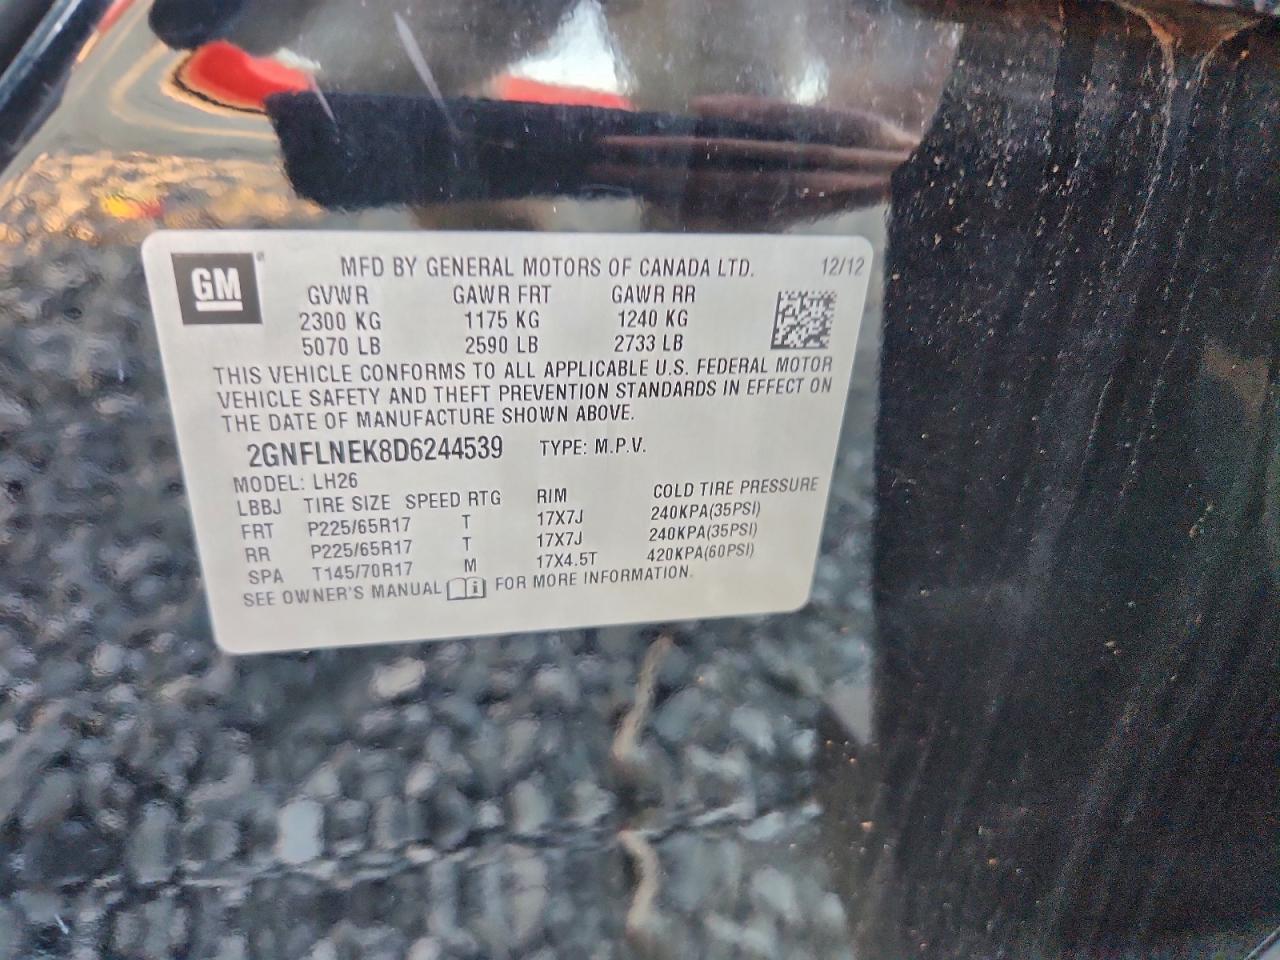 GM
MFD BY GENERAL MOTORS OF CANADA LTD. 12/12
GVWR GAWR FRT GAWR RR
2300 KG 1175 KG 1240 KG
5070 LB 2590 LB 2733 LB
THIS VEHICLE CONFORMS TO ALL APPLICABLE U.S. FEDERAL MOTOR
VEHICLE SAFETY AND THEFT PREVENTION STANDARDS IN EFFECT ON
THE DATE OF MANUFACTURE SHOWN ABOVE.
2GNFLNEK8D6244539 TYPE: M.P.V.
MODEL: LH26
LBBJ TIRE SIZE SPEED RTG RIM COLD TIRE PRESSURE
FRT P225/65R17 T 17X7J 240KPA(35PSI)
RR P225/65R17 T 17X7J 240KPA(35PSI)
SPA T145/70R17 M 17X4.5T 420KPA(60PSI)
SEE OWNER'S MANUAL i FOR MORE INFORMATION.